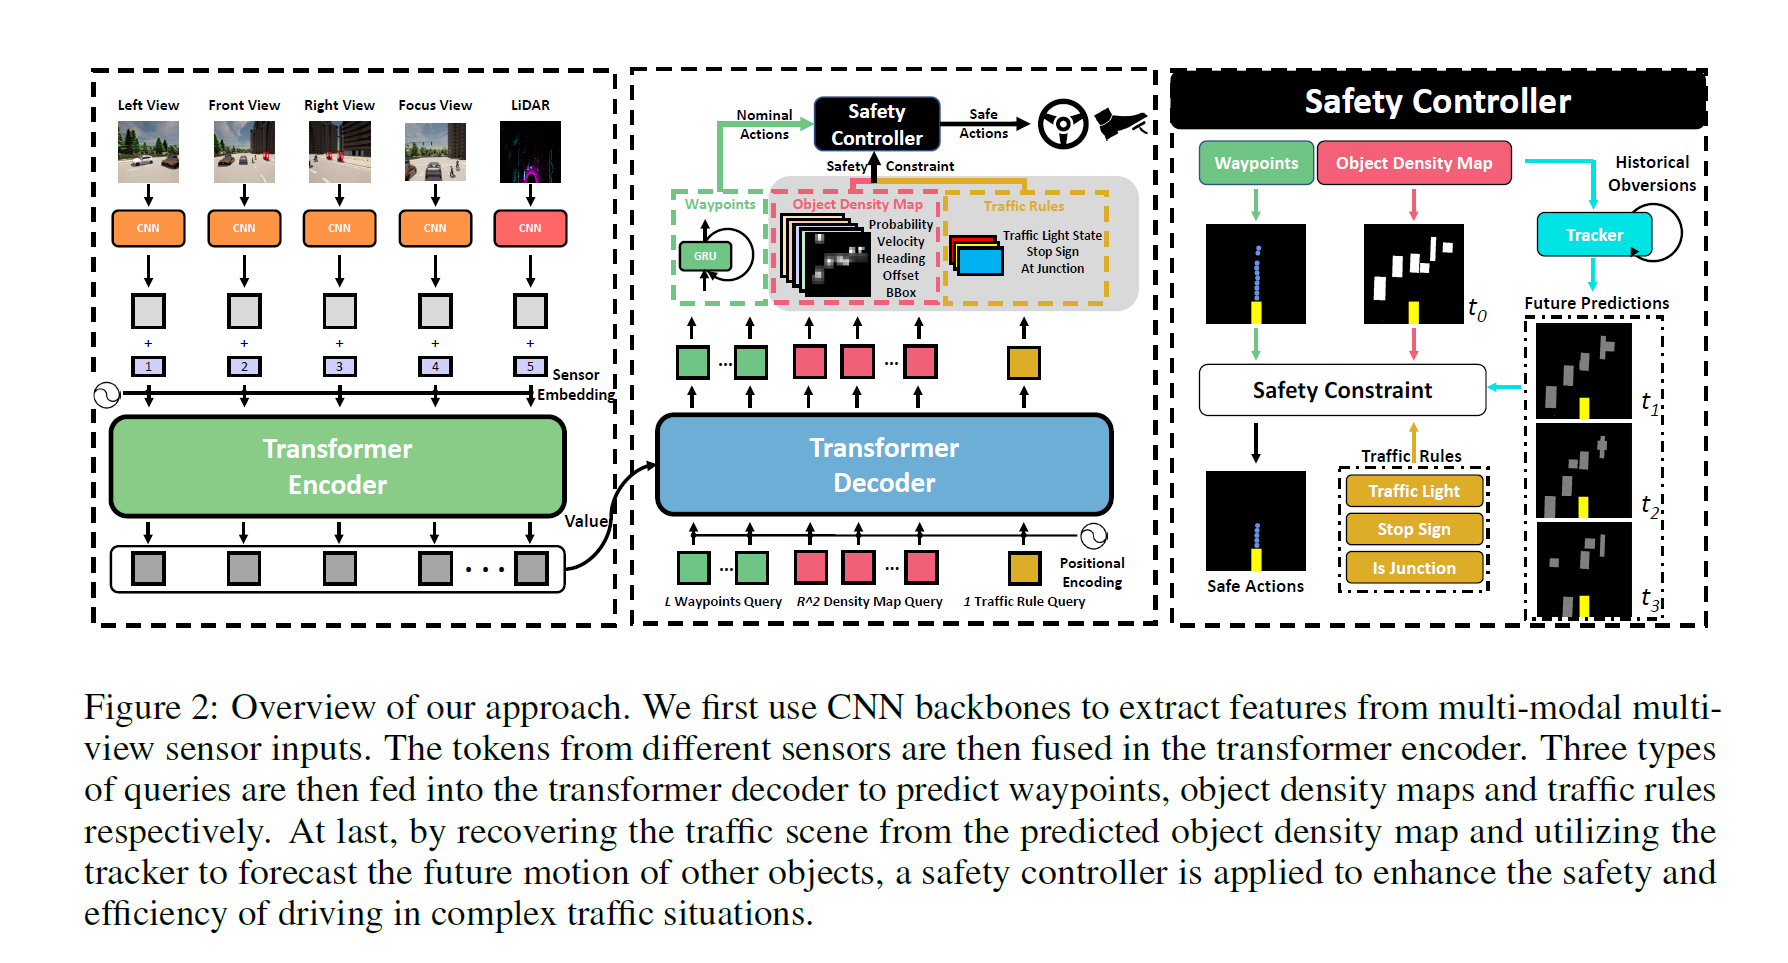 Left View
Front View
Right View
Focus View
LiDAR
CNN
CNN
CNN
CNN
CNN
+
+
+
+
+
1
2
3
4
5
Sensor
Embedding
Transformer
Encoder
Value
...
Nominal
Actions
Safety
Controller
Safe
Actions
Safety Constraint
Waypoints
GRU
Object Density Map
Probability
Velocity
Heading
Offset
BBox
Traffic Rules
Traffic Light State
Stop Sign
At Junction
...
...
Transformer
Decoder
...
...
Positional
Encoding
L Waypoints Query
R^2 Density Map Query
1 Traffic Rule Query
Safety Controller
Waypoints
Object Density Map
Historical
Obversions
Tracker
t0
Future Predictions
Safety Constraint
t1
Traffic Rules
Traffic Light
Stop Sign
Is Junction
t2
Safe Actions
t3
Figure 2: Overview of our approach. We first use CNN backbones to extract features from multi-modal multi-
view sensor inputs. The tokens from different sensors are then fused in the transformer encoder. Three types
of queries are then fed into the transformer decoder to predict waypoints, object density maps and traffic rules
respectively. At last, by recovering the traffic scene from the predicted object density map and utilizing the
tracker to forecast the future motion of other objects, a safety controller is applied to enhance the safety and
efficiency of driving in complex traffic situations.